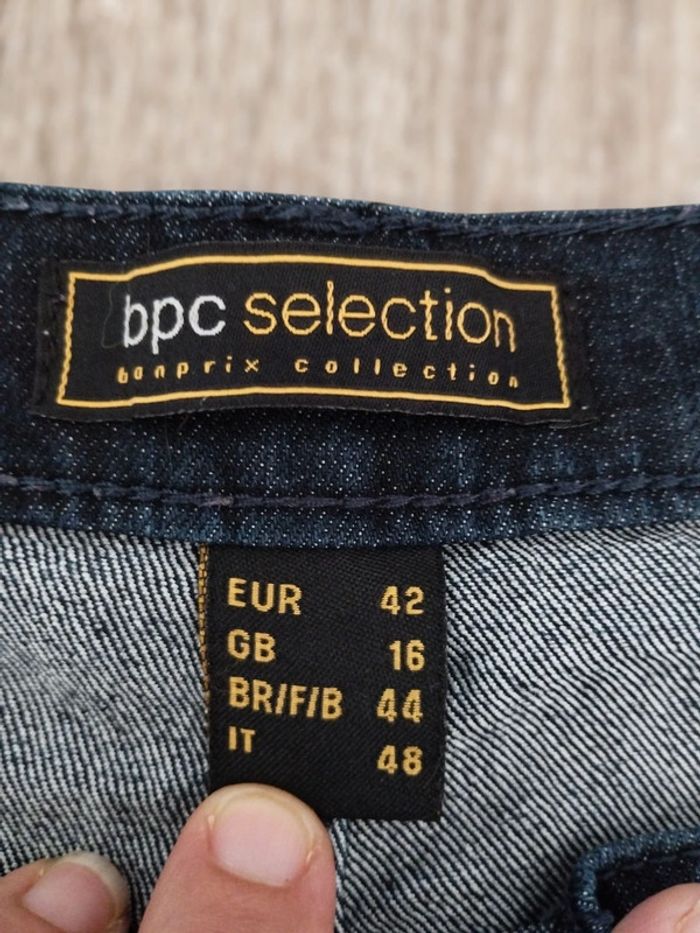 bpc selection
bonprix collection
EUR 42
GB 16
BR/F/B 44
IT 48